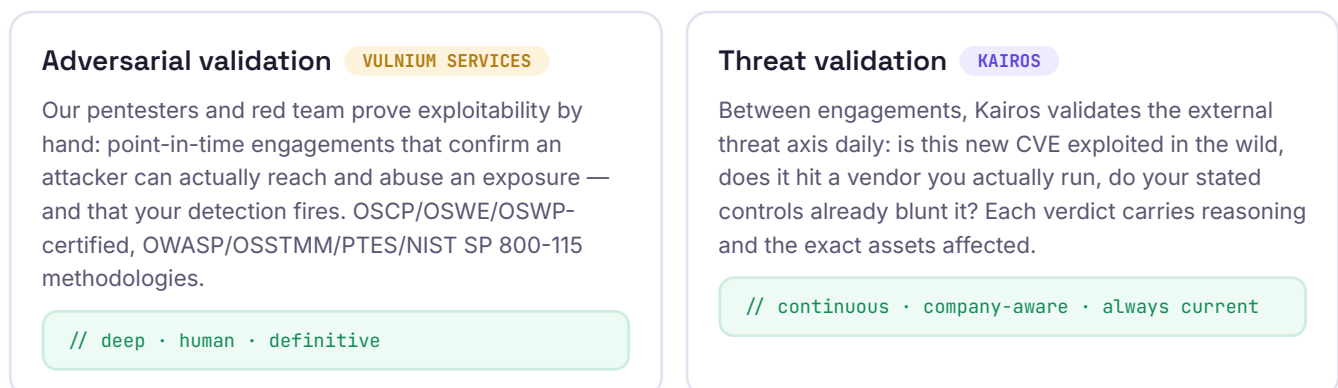 Adversarial validation VULNIUM SERVICES
Our pentesters and red team prove exploitability by
hand: point-in-time engagements that confirm an
attacker can actually reach and abuse an exposure —
and that your detection fires. OSCP/OSWE/OSWP-
certified, OWASP/OSSTMM/PTES/NIST SP 800-115
methodologies.
// deep · human · definitive
Threat validation KAIROS
Between engagements, Kairos validates the external
threat axis daily: is this new CVE exploited in the wild,
does it hit a vendor you actually run, do your stated
controls already blunt it? Each verdict carries reasoning
and the exact assets affected.
// continuous · company-aware · always current